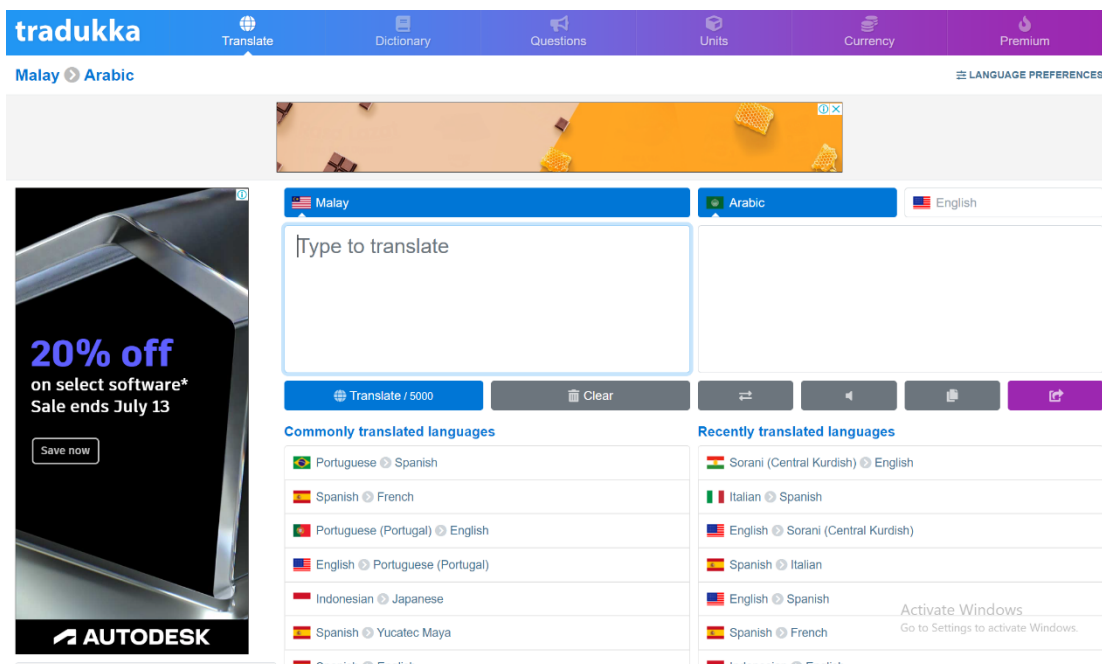 tradukka
Translate
Dictionary
Questions
Units
Currency
Premium
Malay Arabic
LANGUAGE PREFERENCES
Malay
Arabic
English
Type to translate
20% off
on select software*
Sale ends July 13
Save now
AUTODESK
Translate / 5000
Clear
Commonly translated languages
Portuguese Spanish
Spanish French
Portuguese (Portugal) English
English Portuguese (Portugal)
Indonesian Japanese
Spanish Yucatec Maya
Recently translated languages
Sorani (Central Kurdish) English
Italian Spanish
English Sorani (Central Kurdish)
Spanish Italian
English Spanish
Spanish French
Activate Windows
Go to Settings to activate Windows.